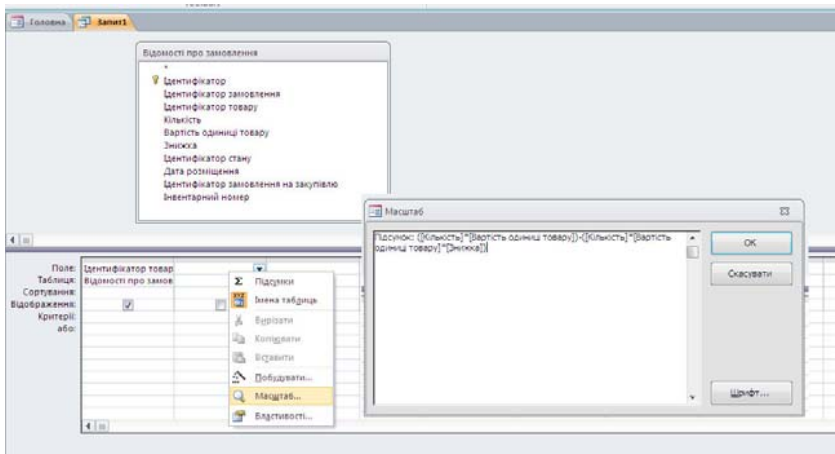 Головна
Запит1
Відомості про замовлення
*
Ідентифікатор
Ідентифікатор замовлення
Ідентифікатор товару
Кількість
Вартість одиниці товару
Знижка
Ідентифікатор стану
Дата розміщення
Ідентифікатор замовлення на закупівлю
Інвентарний номер
Масштаб
Підсумок: ([Кількість]*[Вартість одиниці товару])-([Кількість]*[Вартість
одиниці товару]*[Знижка])
ОК
Скасувати
Шрифт...
Поле: Ідентифікатор товар
Таблиця: Відомості про замов
Сортування:
Відображення:
Критерії:
або:
Підсумки
Імена таблиць
Вирізати
Копіювати
Вставити
Побудувати...
Масштаб...
Властивості...